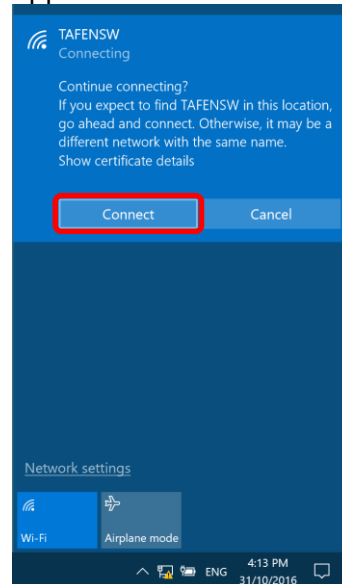 TAFENSW
Connecting
Continue connecting?
If you expect to find TAFENSW in this location,
go ahead and connect. Otherwise, it may be a
different network with the same name.
Show certificate details
Connect Cancel
Network settings
Wi-Fi Airplane mode
ENG 4:13 PM
31/10/2016